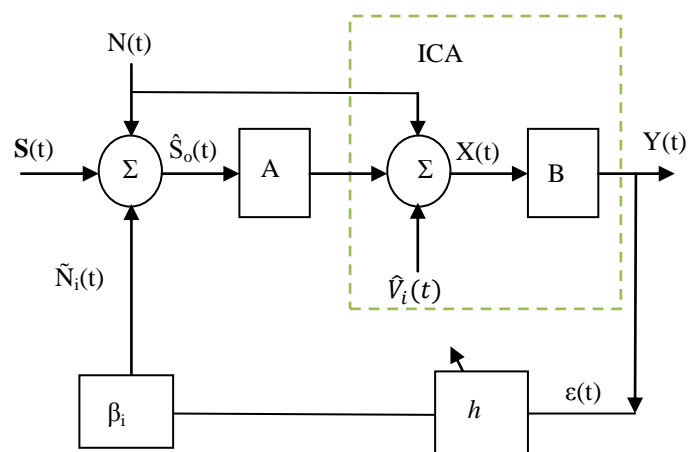 N(t)
ICA
S(t)
Σ
Ŝo(t)
A
Σ
X(t)
B
Y(t)
Ñi(t)
V̂i(t)
βi
h
ε(t)